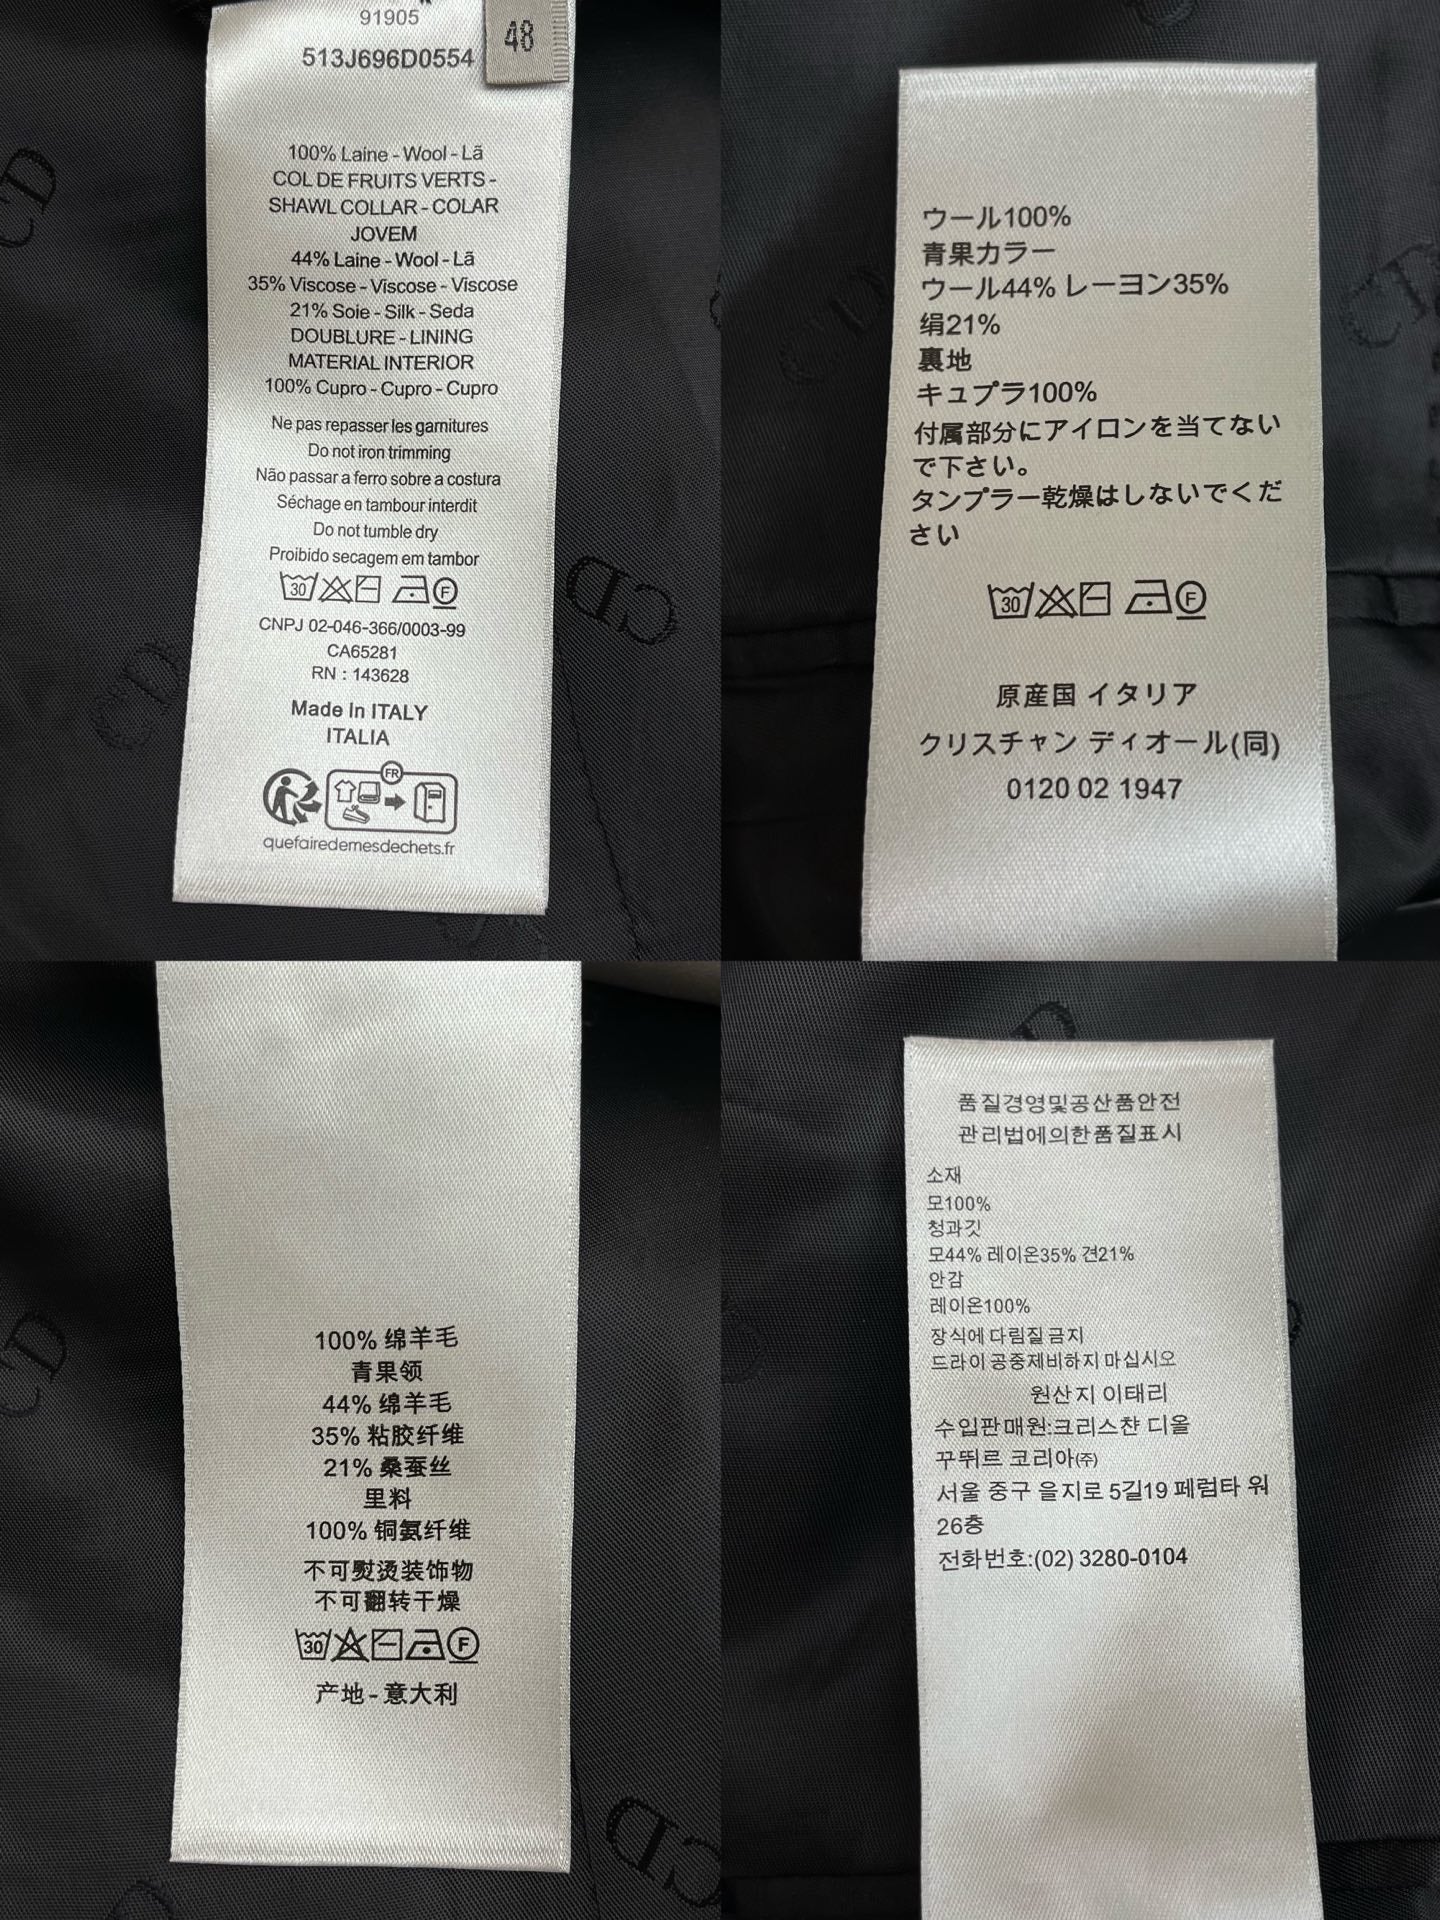 91905
513J696D0554
48
100% Laine - Wool - Lã
COL DE FRUITS VERTS -
SHAWL COLLAR - COLAR
JOVEM
44% Laine - Wool - Lã
35% Viscose - Viscose - Viscose
21% Soie - Silk - Seda
DOUBLURE - LINING
MATERIAL INTERIOR
100% Cupro - Cupro - Cupro
Ne pas repasser les garnitures
Do not iron trimming
Não passar a ferro sobre a costura
Séchage en tambour interdit
Do not tumble dry
Proibido secagem em tambor
30 F
CNPJ 02-046-366/0003-99
CA65281
RN : 143628
Made In ITALY
ITALIA
FR
quefairedemesdechets.fr
ウール100%
青果カラー
ウール44% レーヨン35%
绢21%
裏地
キュプラ100%
付属部分にアイロンを当てない
で下さい。
タンプラー乾燥はしないでくだ
さい
30 F
原産国 イタリア
クリスチャン ディオール(同)
0120 02 1947
100% 绵羊毛
青果领
44% 绵羊毛
35% 粘胶纤维
21% 桑蚕丝
里料
100% 铜氨纤维
不可熨烫装饰物
不可翻转干燥
30 F
产地 - 意大利
품질경영및공산품안전
관리법에의한품질표시
소재
모100%
청과깃
모44% 레이온35% 견21%
안감
레이온100%
장식에 다림질 금지
드라이 공중제비하지 마십시오
원산지 이태리
수입판매원:크리스챤 디올
꾸뛰르 코리아㈜
서울 중구 을지로 5길19 페럼타 워
26층
전화번호:(02) 3280-0104
CD
CD
CD
CD
CD
CD